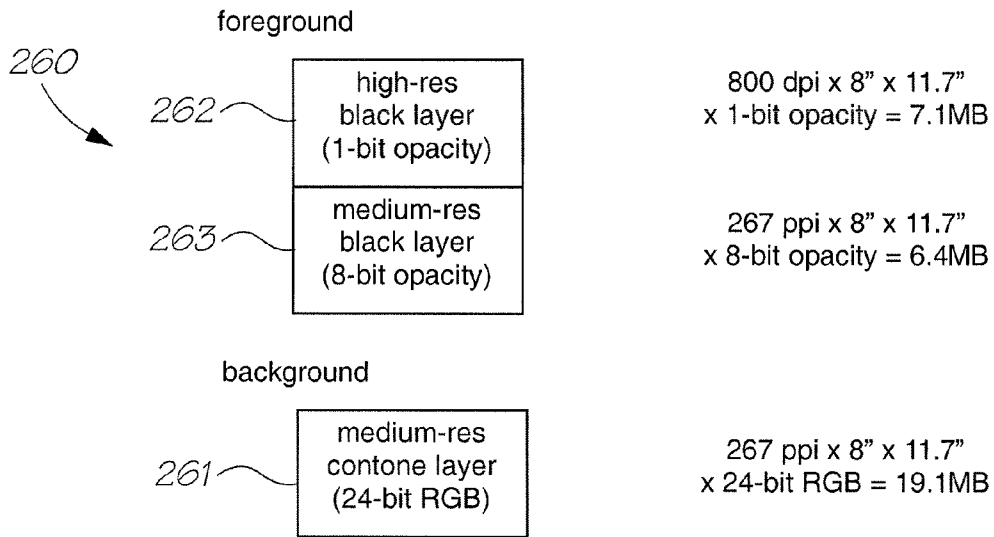 foreground
260
262
high-res
black layer
(1-bit opacity)
800 dpi x 8” x 11.7”
x 1-bit opacity = 7.1MB
263
medium-res
black layer
(8-bit opacity)
267 ppi x 8” x 11.7”
x 8-bit opacity = 6.4MB
background
261
medium-res
contone layer
(24-bit RGB)
267 ppi x 8” x 11.7”
x 24-bit RGB = 19.1MB